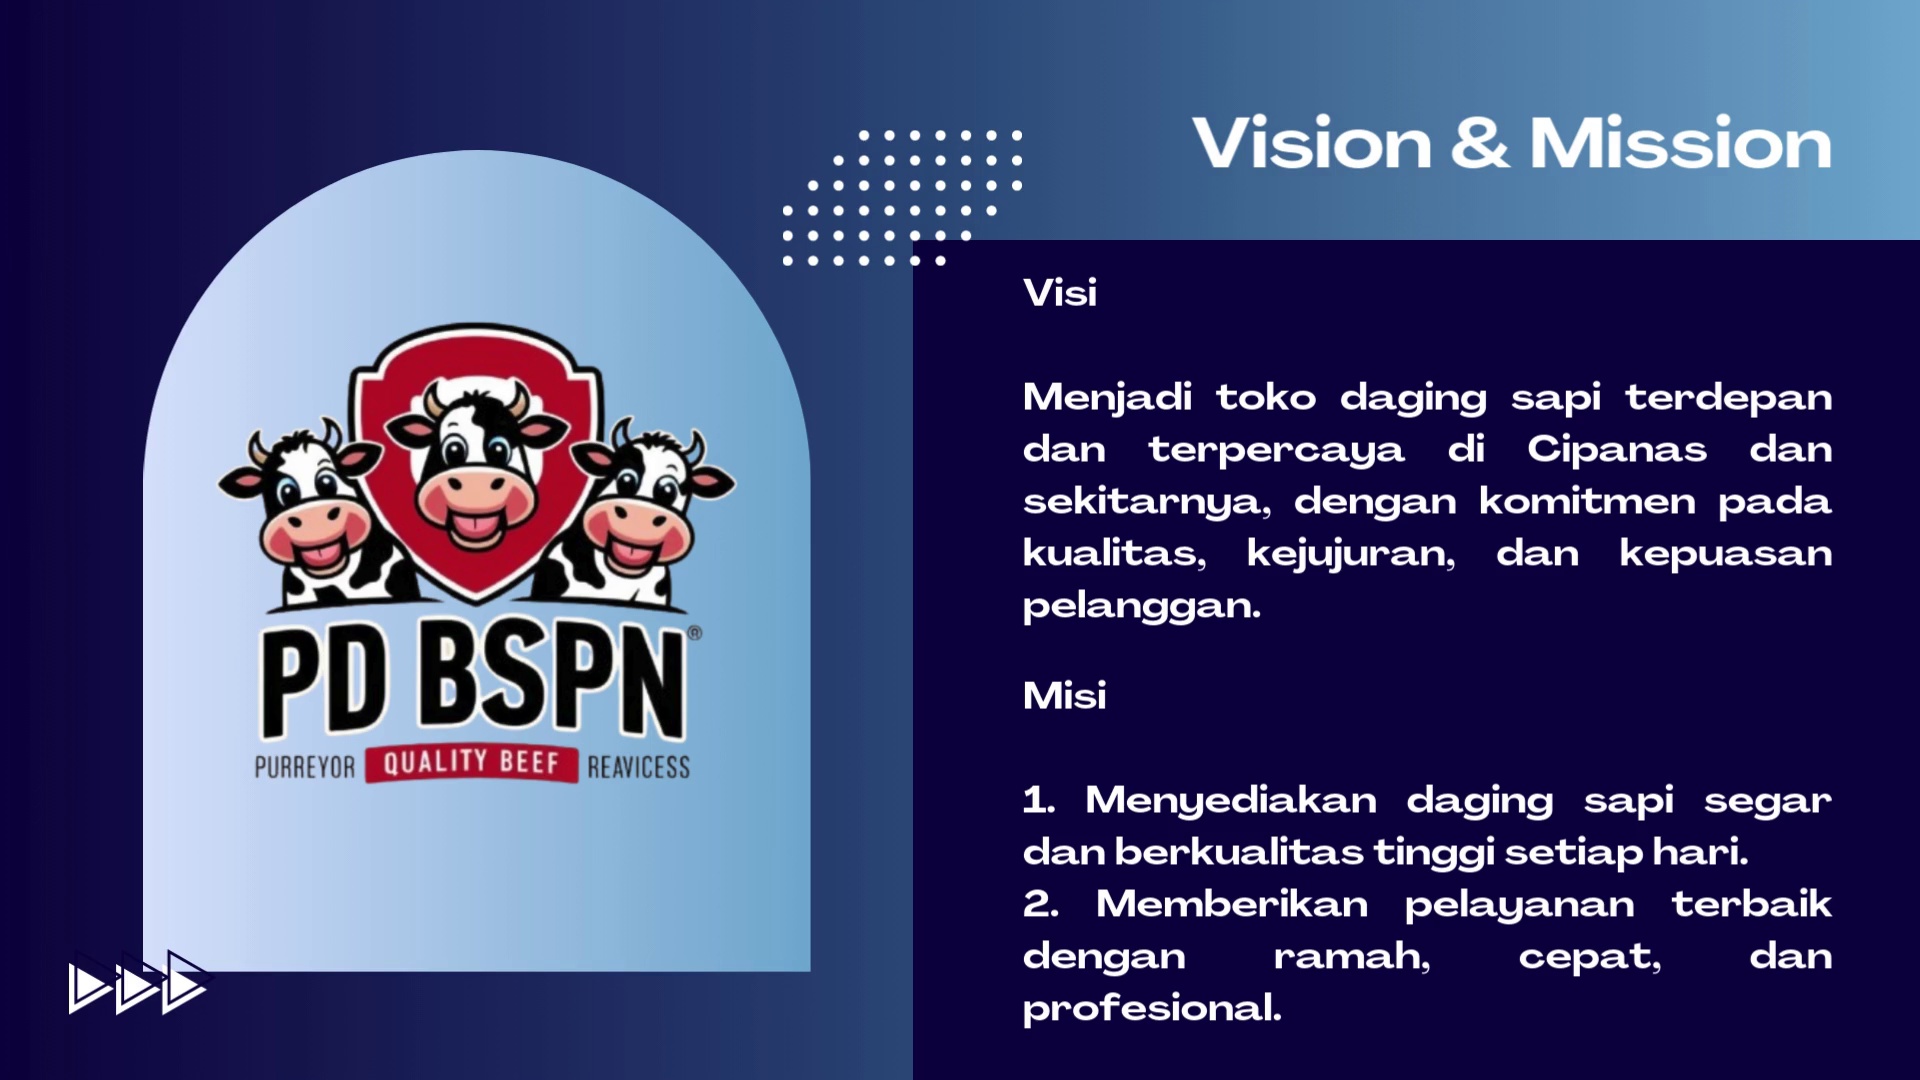 Vision & Mission
Visi
Menjadi toko daging sapi terdepan
dan terpercaya di Cipanas dan
sekitarnya, dengan komitmen pada
kualitas, kejujuran, dan kepuasan
pelanggan.
Misi
1. Menyediakan daging sapi segar
dan berkualitas tinggi setiap hari.
2. Memberikan pelayanan terbaik
dengan ramah, cepat, dan
profesional.
PD BSPN®
PURREYOR QUALITY BEEF REAVICESS